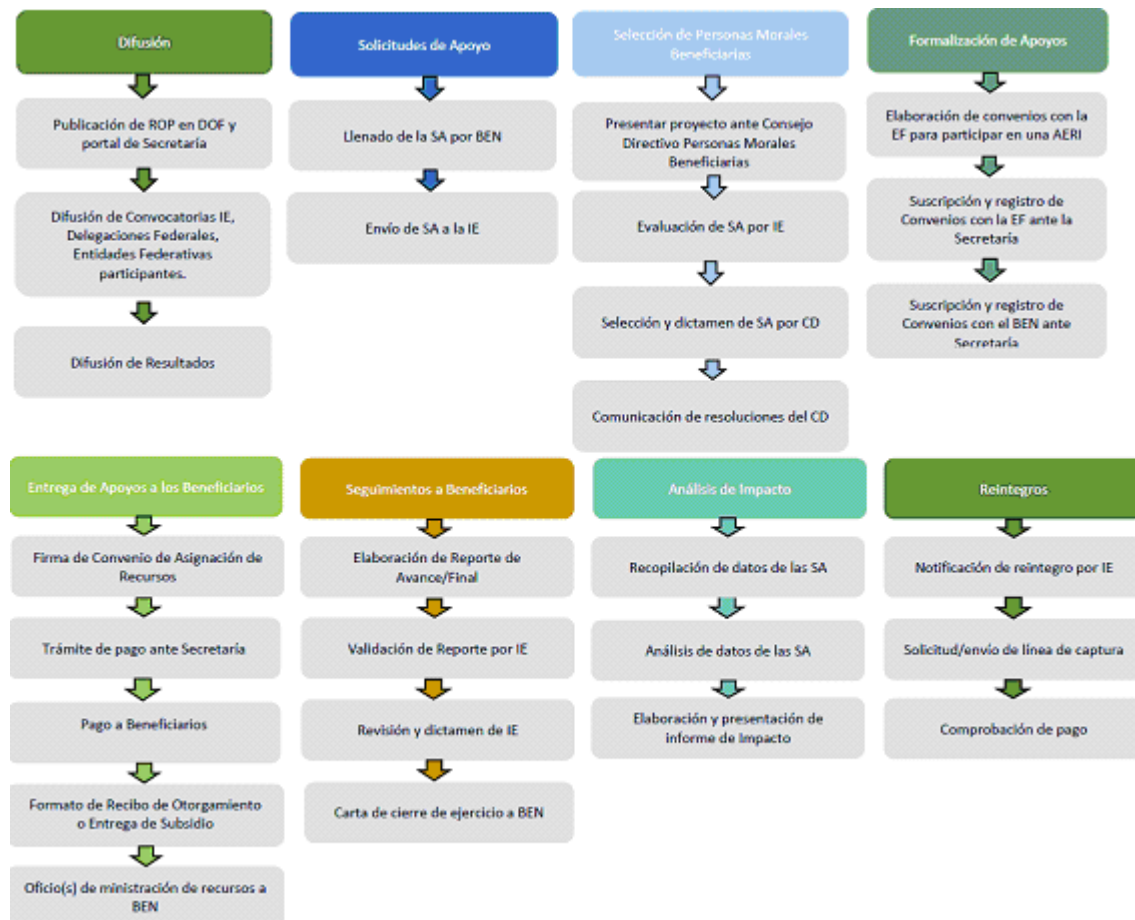 Difusión
Publicación de ROP en DOF y
portal de Secretaría
Difusión de Convocatorias IE,
Delegaciones Federales,
Entidades Federativas
participantes.
Difusión de Resultados
Solicitudes de Apoyo
Llenado de la SA por BEN
Envío de SA a la IE
Selección de Personas Morales
Beneficiarias
Presentar proyecto ante Consejo
Directivo Personas Morales
Beneficiarias
Evaluación de SA por IE
Selección y dictamen de SA por CD
Comunicación de resoluciones del CD
Formalización de Apoyos
Elaboración de convenios con la
EF para participar en una AERI
Suscripción y registro de
Convenios con la EF ante la
Secretaría
Suscripción y registro de
Convenios con el BEN ante
Secretaría
Entrega de Apoyos a los Beneficiarios
Firma de Convenio de Asignación de
Recursos
Trámite de pago ante Secretaría
Pago a Beneficiarios
Formato de Recibo de Otorgamiento
o Entrega de Subsidio
Oficio(s) de ministración de recursos a
BEN
Seguimientos a Beneficiarios
Elaboración de Reporte de
Avance/Final
Validación de Reporte por IE
Revisión y dictamen de IE
Carta de cierre de ejercicio a BEN
Análisis de Impacto
Recopilación de datos de las SA
Análisis de datos de las SA
Elaboración y presentación de
informe de Impacto
Reintegros
Notificación de reintegro por IE
Solicitud/envío de línea de captura
Comprobación de pago